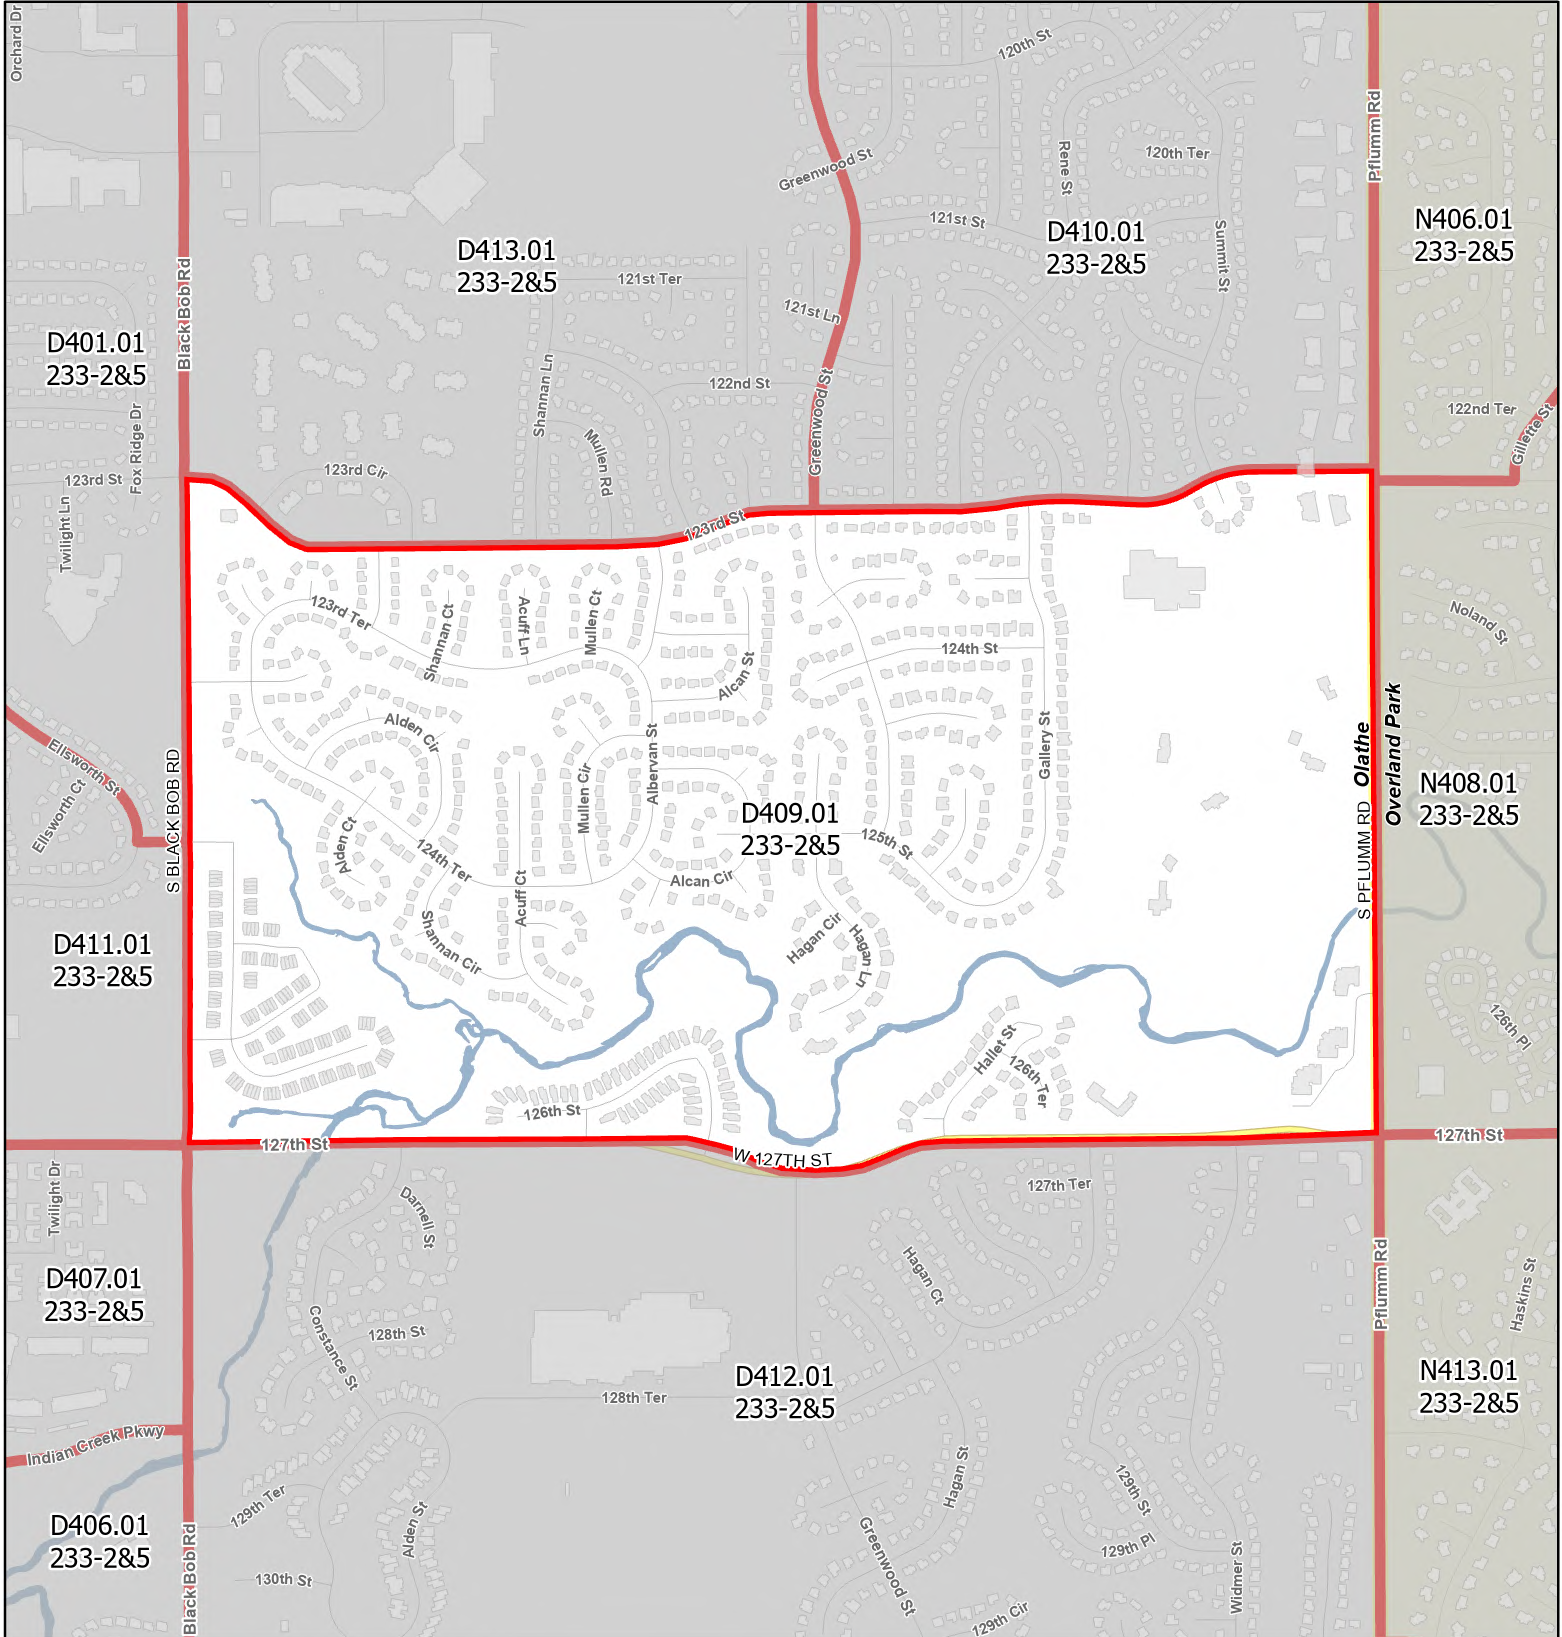 Orchard Dr
120th St
Pflumm Rd
Greenwood St
Rene St
120th Ter
121st St
Summit St
N406.01
233-2&5
D410.01
233-2&5
D413.01
233-2&5
121st Ter
121st Ln
Black Bob Rd
D401.01
233-2&5
Shannan Ln
122nd St
Greenwood St
122nd Ter
Gillette St
Fox Ridge Dr
Mullen Rd
123rd St
123rd Cir
Twilight Ln
123rd St
123rd Ter
Shannan Ct
Acuff Ln
Mullen Ct
Noland St
124th St
Alcan St
Alden Cir
Albervan St
Gallery St
Olathe
Overland Park
Ellsworth St
Ellsworth Ct
S BLACK BOB RD
Mullen Cir
D409.01
233-2&5
125th St
S PFLUMM RD
N408.01
233-2&5
Alden Ct
124th Ter
Acuff Ct
Alcan Cir
Shannan Cir
Hagan Cir
Hagan Ln
D411.01
233-2&5
Hallet St
126th Ter
126th Pl
126th St
127th St
W 127TH ST
127th St
Twilight Dr
Darnell St
127th Ter
Hagan Ct
Pflumm Rd
Haskins St
D407.01
233-2&5
Constance St
128th St
D412.01
233-2&5
128th Ter
N413.01
233-2&5
Indian Creek Pkwy
Hagan St
129th St
129th Ter
D406.01
233-2&5
Black Bob Rd
Alden St
Greenwood St
129th Pl
Widmer St
130th St
129th Cir